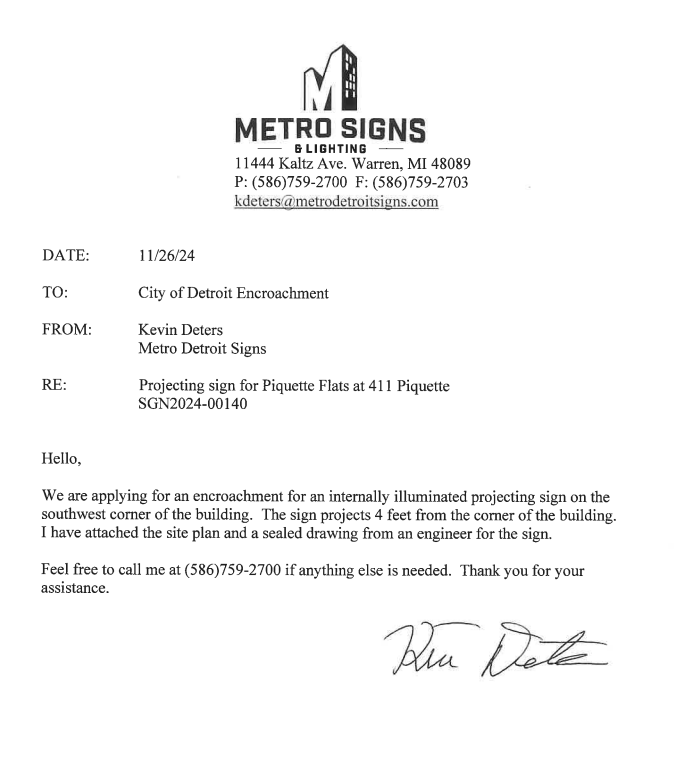 METRO SIGNS
& LIGHTING
11444 Kaltz Ave. Warren, MI 48089
P: (586)759-2700 F: (586)759-2703
kdeters@metrodetroitsigns.com
DATE: 11/26/24
TO: City of Detroit Encroachment
FROM: Kevin Deters
Metro Detroit Signs
RE: Projecting sign for Piquette Flats at 411 Piquette
SGN2024-00140
Hello,
We are applying for an encroachment for an internally illuminated projecting sign on the
southwest corner of the building. The sign projects 4 feet from the corner of the building.
I have attached the site plan and a sealed drawing from an engineer for the sign.
Feel free to call me at (586)759-2700 if anything else is needed. Thank you for your
assistance.